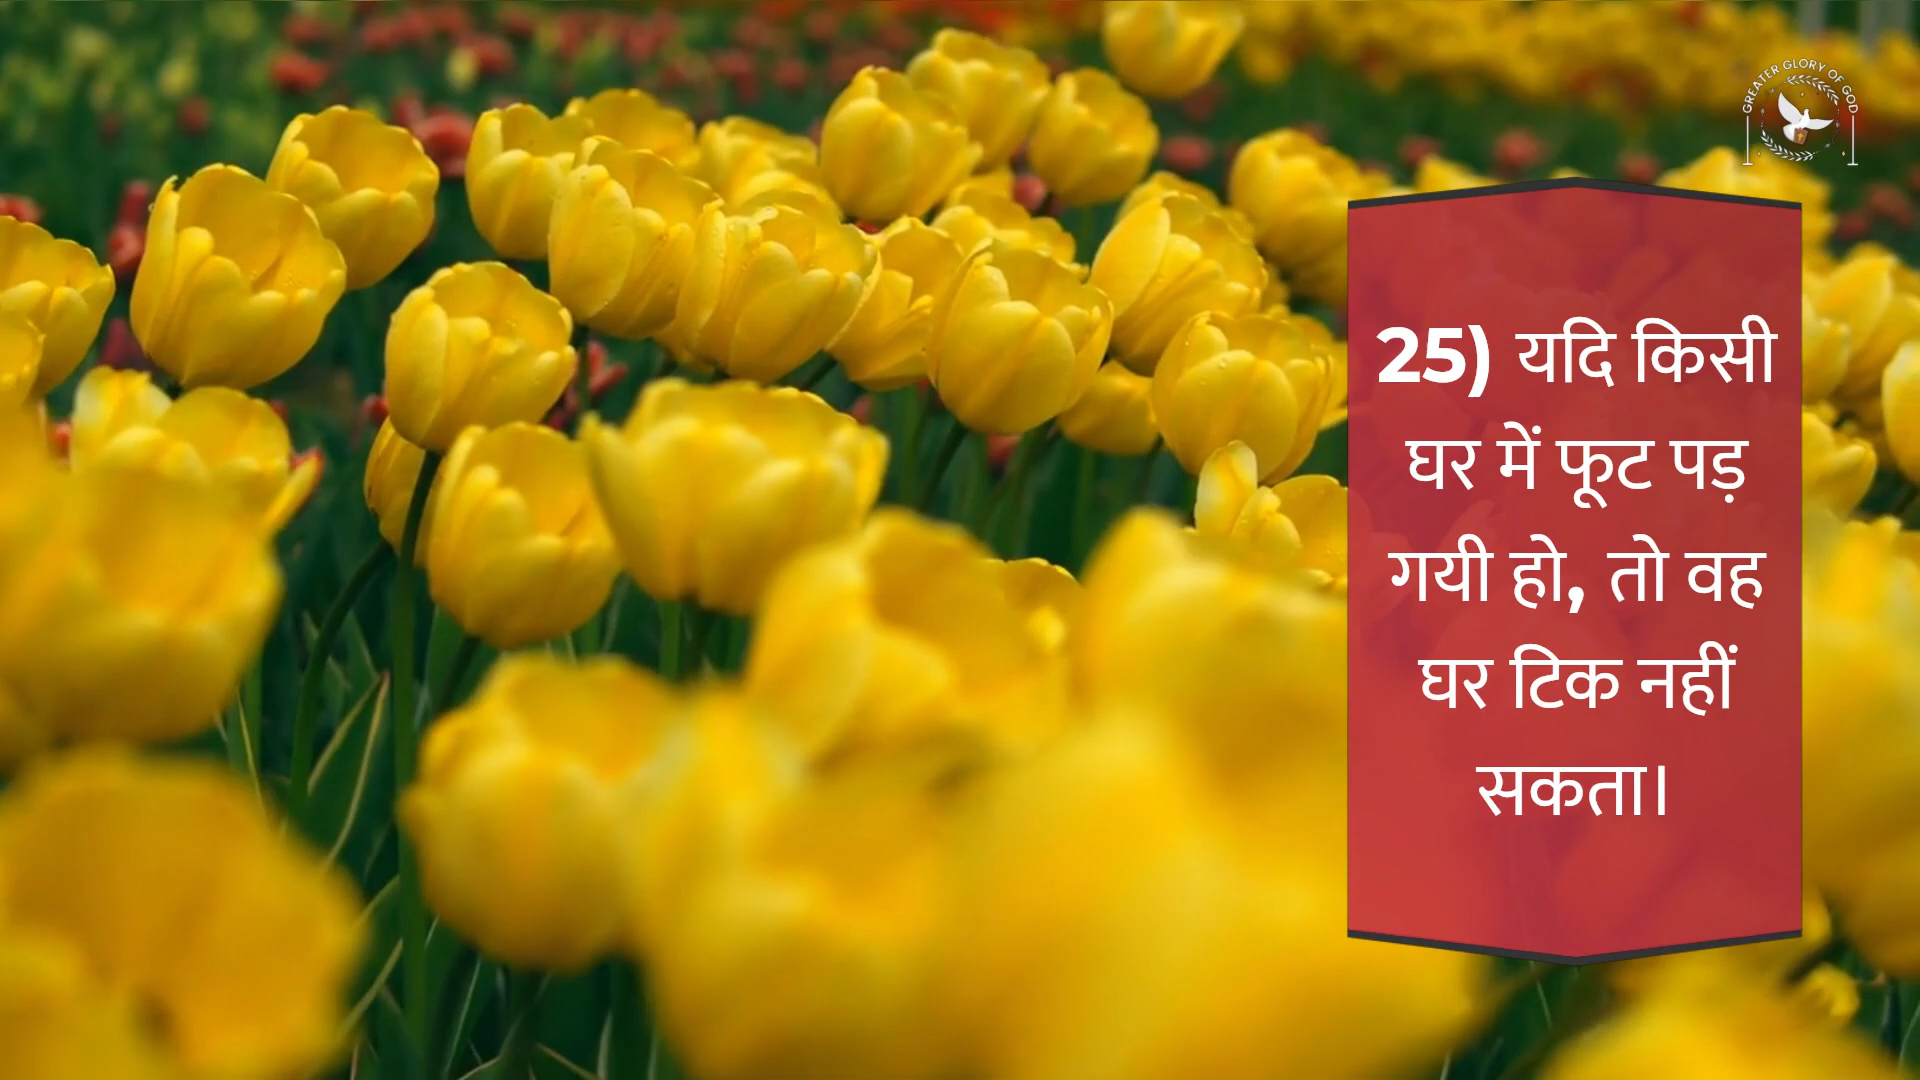 GREATER GLORY OF GOD
25) यदि किसी
घर में फूट पड़
गयी हो, तो वह
घर टिक नहीं
सकता।